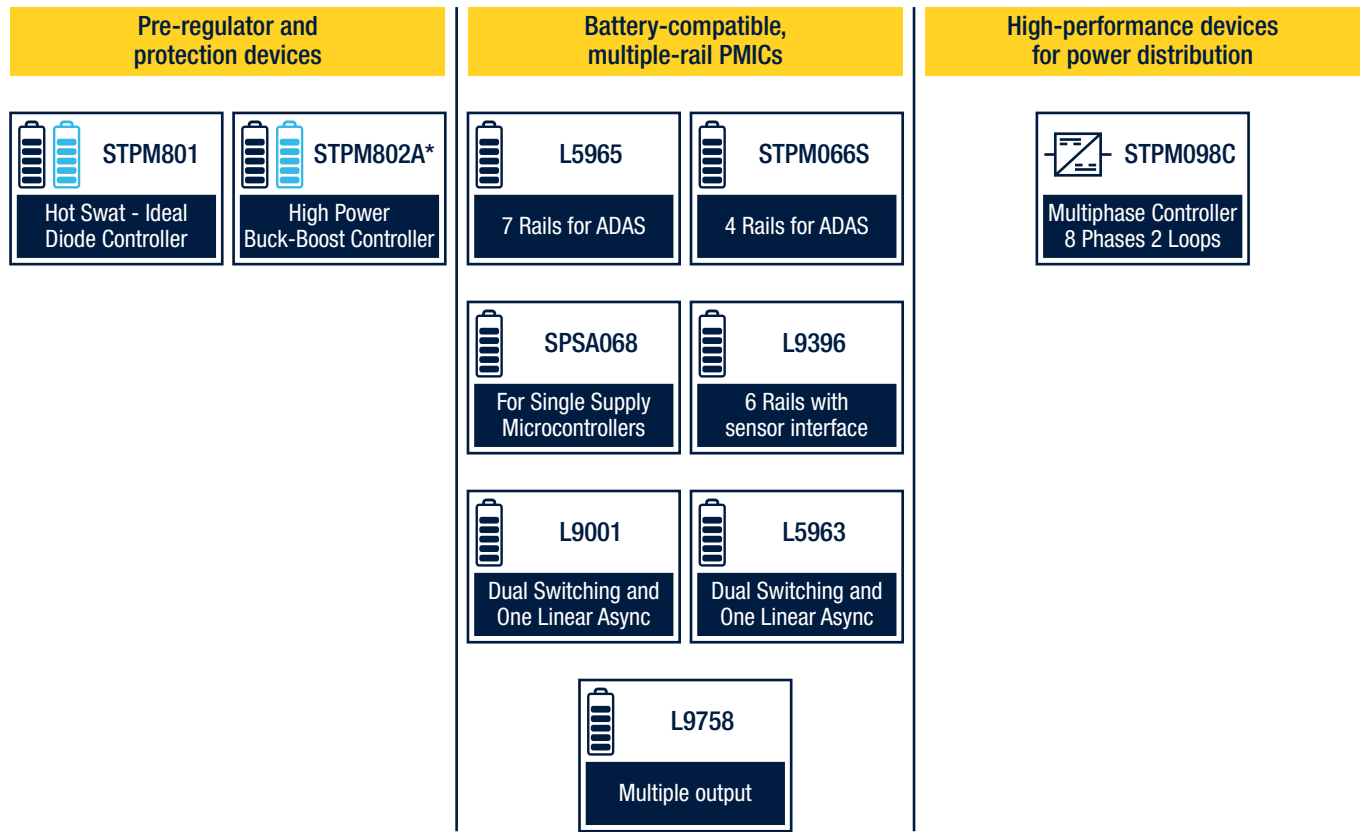 Pre-regulator and
protection devices
STPM801
Hot Swat - Ideal
Diode Controller
STPM802A*
High Power
Buck-Boost Controller
Battery-compatible,
multiple-rail PMICs
L5965
7 Rails for ADAS
STPM066S
4 Rails for ADAS
SPSA068
For Single Supply
Microcontrollers
L9396
6 Rails with
sensor interface
L9001
Dual Switching and
One Linear Async
L5963
Dual Switching and
One Linear Async
L9758
Multiple output
High-performance devices
for power distribution
STPM098C
Multiphase Controller
8 Phases 2 Loops